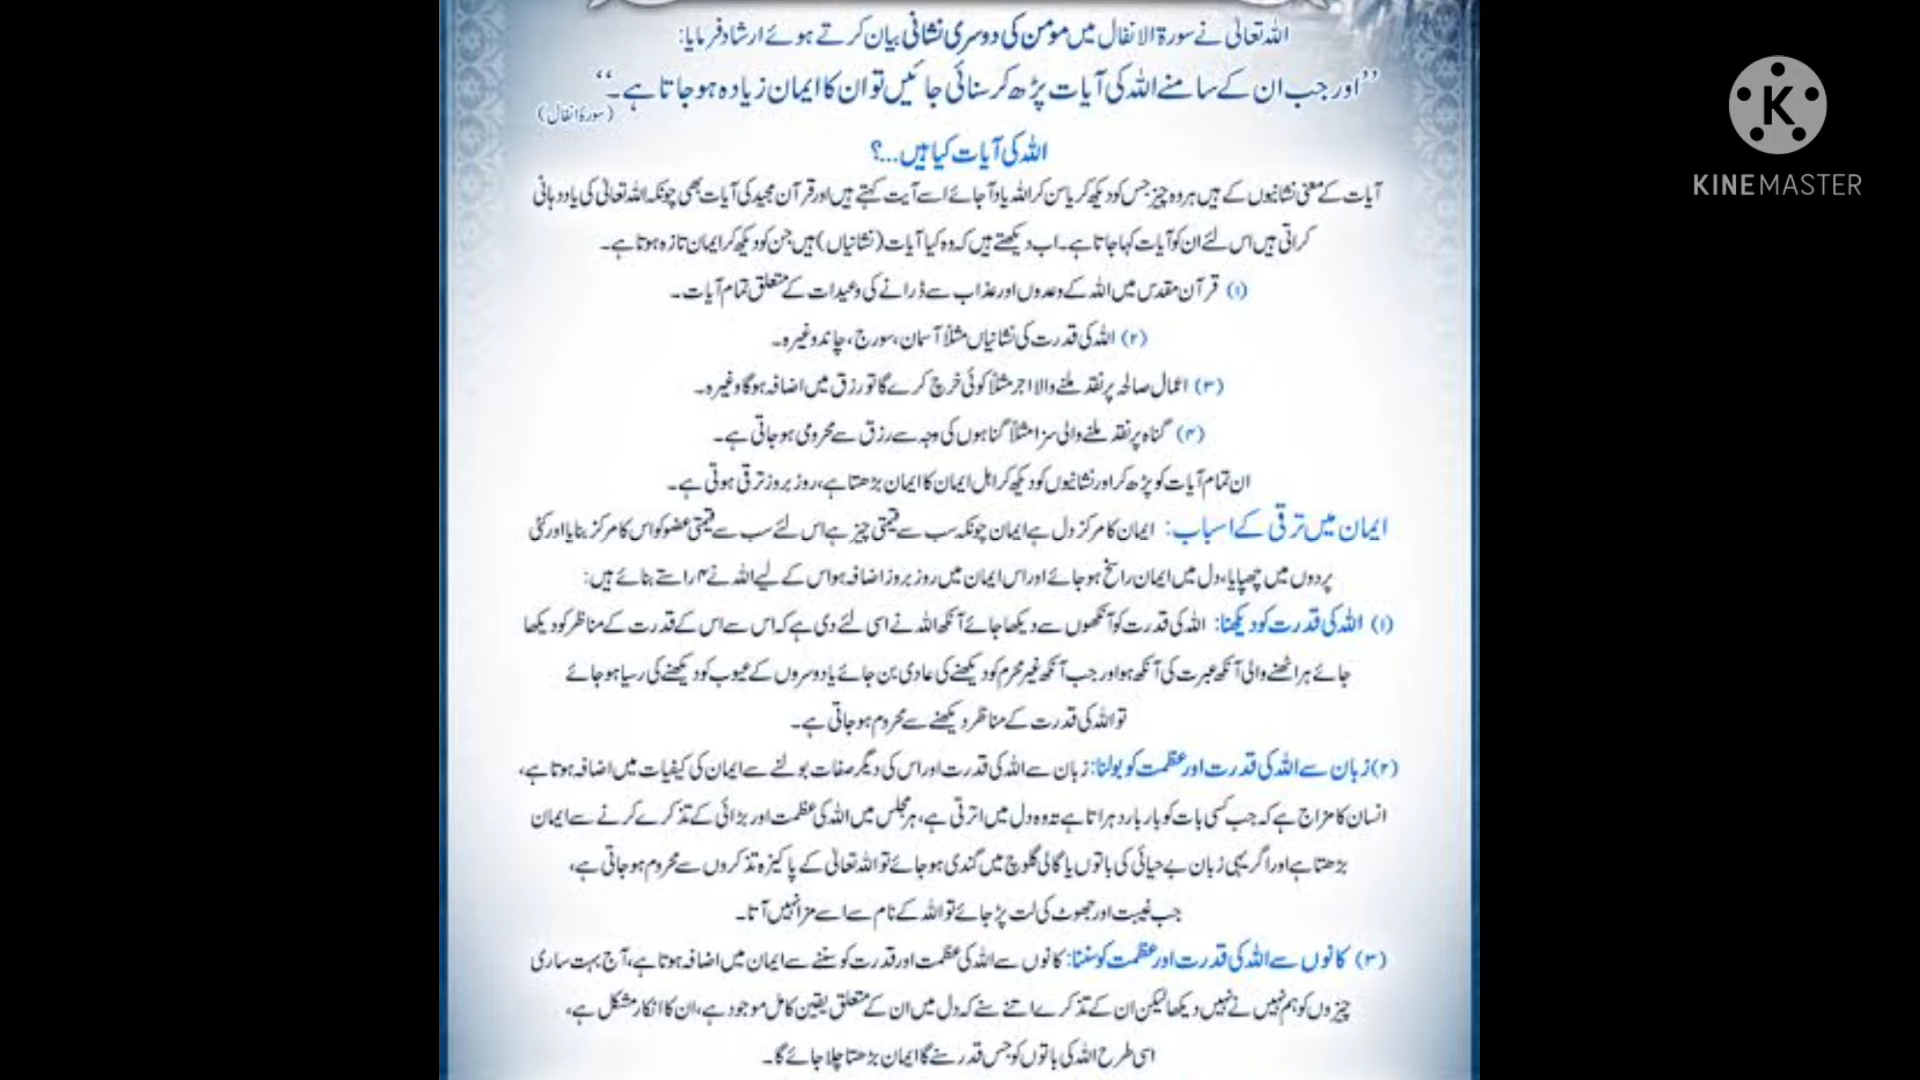 اللہ تعالیٰ نے سورۃ الانفال میں مومن کی دوسری نشانی بیان کرتے ہوئے ارشاد فرمایا:
’’اور جب ان کے سامنے اللہ کی آیات پڑھ کر سنائی جائیں تو ان کا ایمان زیادہ ہو جاتا ہے۔‘‘
(سورۃ انفال)
اللہ کی آیات کیا ہیں...؟
آیات کے معنی نشانیوں کے ہیں ہر وہ چیز جس کو دیکھ کر یا سن کر اللہ یاد آ جائے اسے آیت کہتے ہیں اور قرآن مجید کی آیات بھی چونکہ اللہ تعالیٰ کی یاد دہانی
کراتی ہیں اس لئے ان کو آیات کہا جاتا ہے۔ اب دیکھتے ہیں کہ وہ کیا آیات (نشانیاں) ہیں جن کو دیکھ کر ایمان تازہ ہوتا ہے۔
(۱) قرآن مقدس میں اللہ کے وعدوں اور عذاب سے ڈرانے کی وعیدات کے متعلق تمام آیات۔
(۲) اللہ کی قدرت کی نشانیاں مثلاً آسمان، سورج، چاند وغیرہ۔
(۳) اعمال صالحہ پر نقد ملنے والا اجر مثلاً کوئی خرچ کرے گا تو رزق میں اضافہ ہوگا وغیرہ۔
(۴) گناہ پر نقد ملنے والی سزا مثلاً گناہوں کی وجہ سے رزق سے محرومی ہو جاتی ہے۔
ان تمام آیات کو پڑھ کر اور نشانیوں کو دیکھ کر اہل ایمان کا ایمان بڑھتا ہے، روز بروز ترقی ہوتی ہے۔
ایمان میں ترقی کے اسباب: ایمان کا مرکز دل ہے ایمان چونکہ سب سے قیمتی چیز ہے اس لئے سب سے قیمتی عضو کو اس کا مرکز بنایا اور کئی
پردوں میں چھپایا، دل میں ایمان راسخ ہو جائے اور اس ایمان میں روز بروز اضافہ ہو اس کے لیے اللہ نے ۴ راستے بنائے ہیں:
(۱) اللہ کی قدرت کو دیکھنا: اللہ کی قدرت کو آنکھوں سے دیکھا جائے آنکھ اللہ نے اسی لئے دی ہے کہ اس سے اس کے قدرت کے مناظر کو دیکھا
جائے ہر اٹھنے والی آنکھ عبرت کی آنکھ ہو اور جب آنکھ غیر محرم کو دیکھنے کی عادی بن جائے یا دوسروں کے عیوب کو دیکھنے کی رسیا ہو جائے
تو اللہ کی قدرت کے مناظر دیکھنے سے محروم ہو جاتی ہے۔
(۲) زبان سے اللہ کی قدرت اور عظمت کو بولنا: زبان سے اللہ کی قدرت اور اس کی دیگر صفات بولنے سے ایمان کی کیفیات میں اضافہ ہوتا ہے،
انسان کا مزاج ہے کہ جب کسی بات کو بار بار دہراتا ہے تو وہ دل میں اترتی ہے، ہر مجلس میں اللہ کی عظمت اور بڑائی کے تذکرے کرنے سے ایمان
بڑھتا ہے اور اگر یہی زبان بے حیائی کی باتوں یا گالی گلوچ میں گندی ہو جائے تو اللہ تعالیٰ کے پاکیزہ تذکروں سے محروم ہو جاتی ہے،
جب غیبت اور جھوٹ کی لت پڑ جائے تو اللہ کے نام سے اسے مزا نہیں آتا۔
(۳) کانوں سے اللہ کی قدرت اور عظمت کو سننا: کانوں سے اللہ کی عظمت اور قدرت کو سننے سے ایمان میں اضافہ ہوتا ہے، آج بہت ساری
چیزوں کو ہم نہیں نے نہیں دیکھا لیکن ان کے تذکرے اتنے سنے کہ دل میں ان کے متعلق یقین کامل موجود ہے، ان کا انکار مشکل ہے،
اسی طرح اللہ کی باتوں کو جس قدر سنے گا ایمان بڑھتا چلا جائے گا۔
K
KINEMASTER